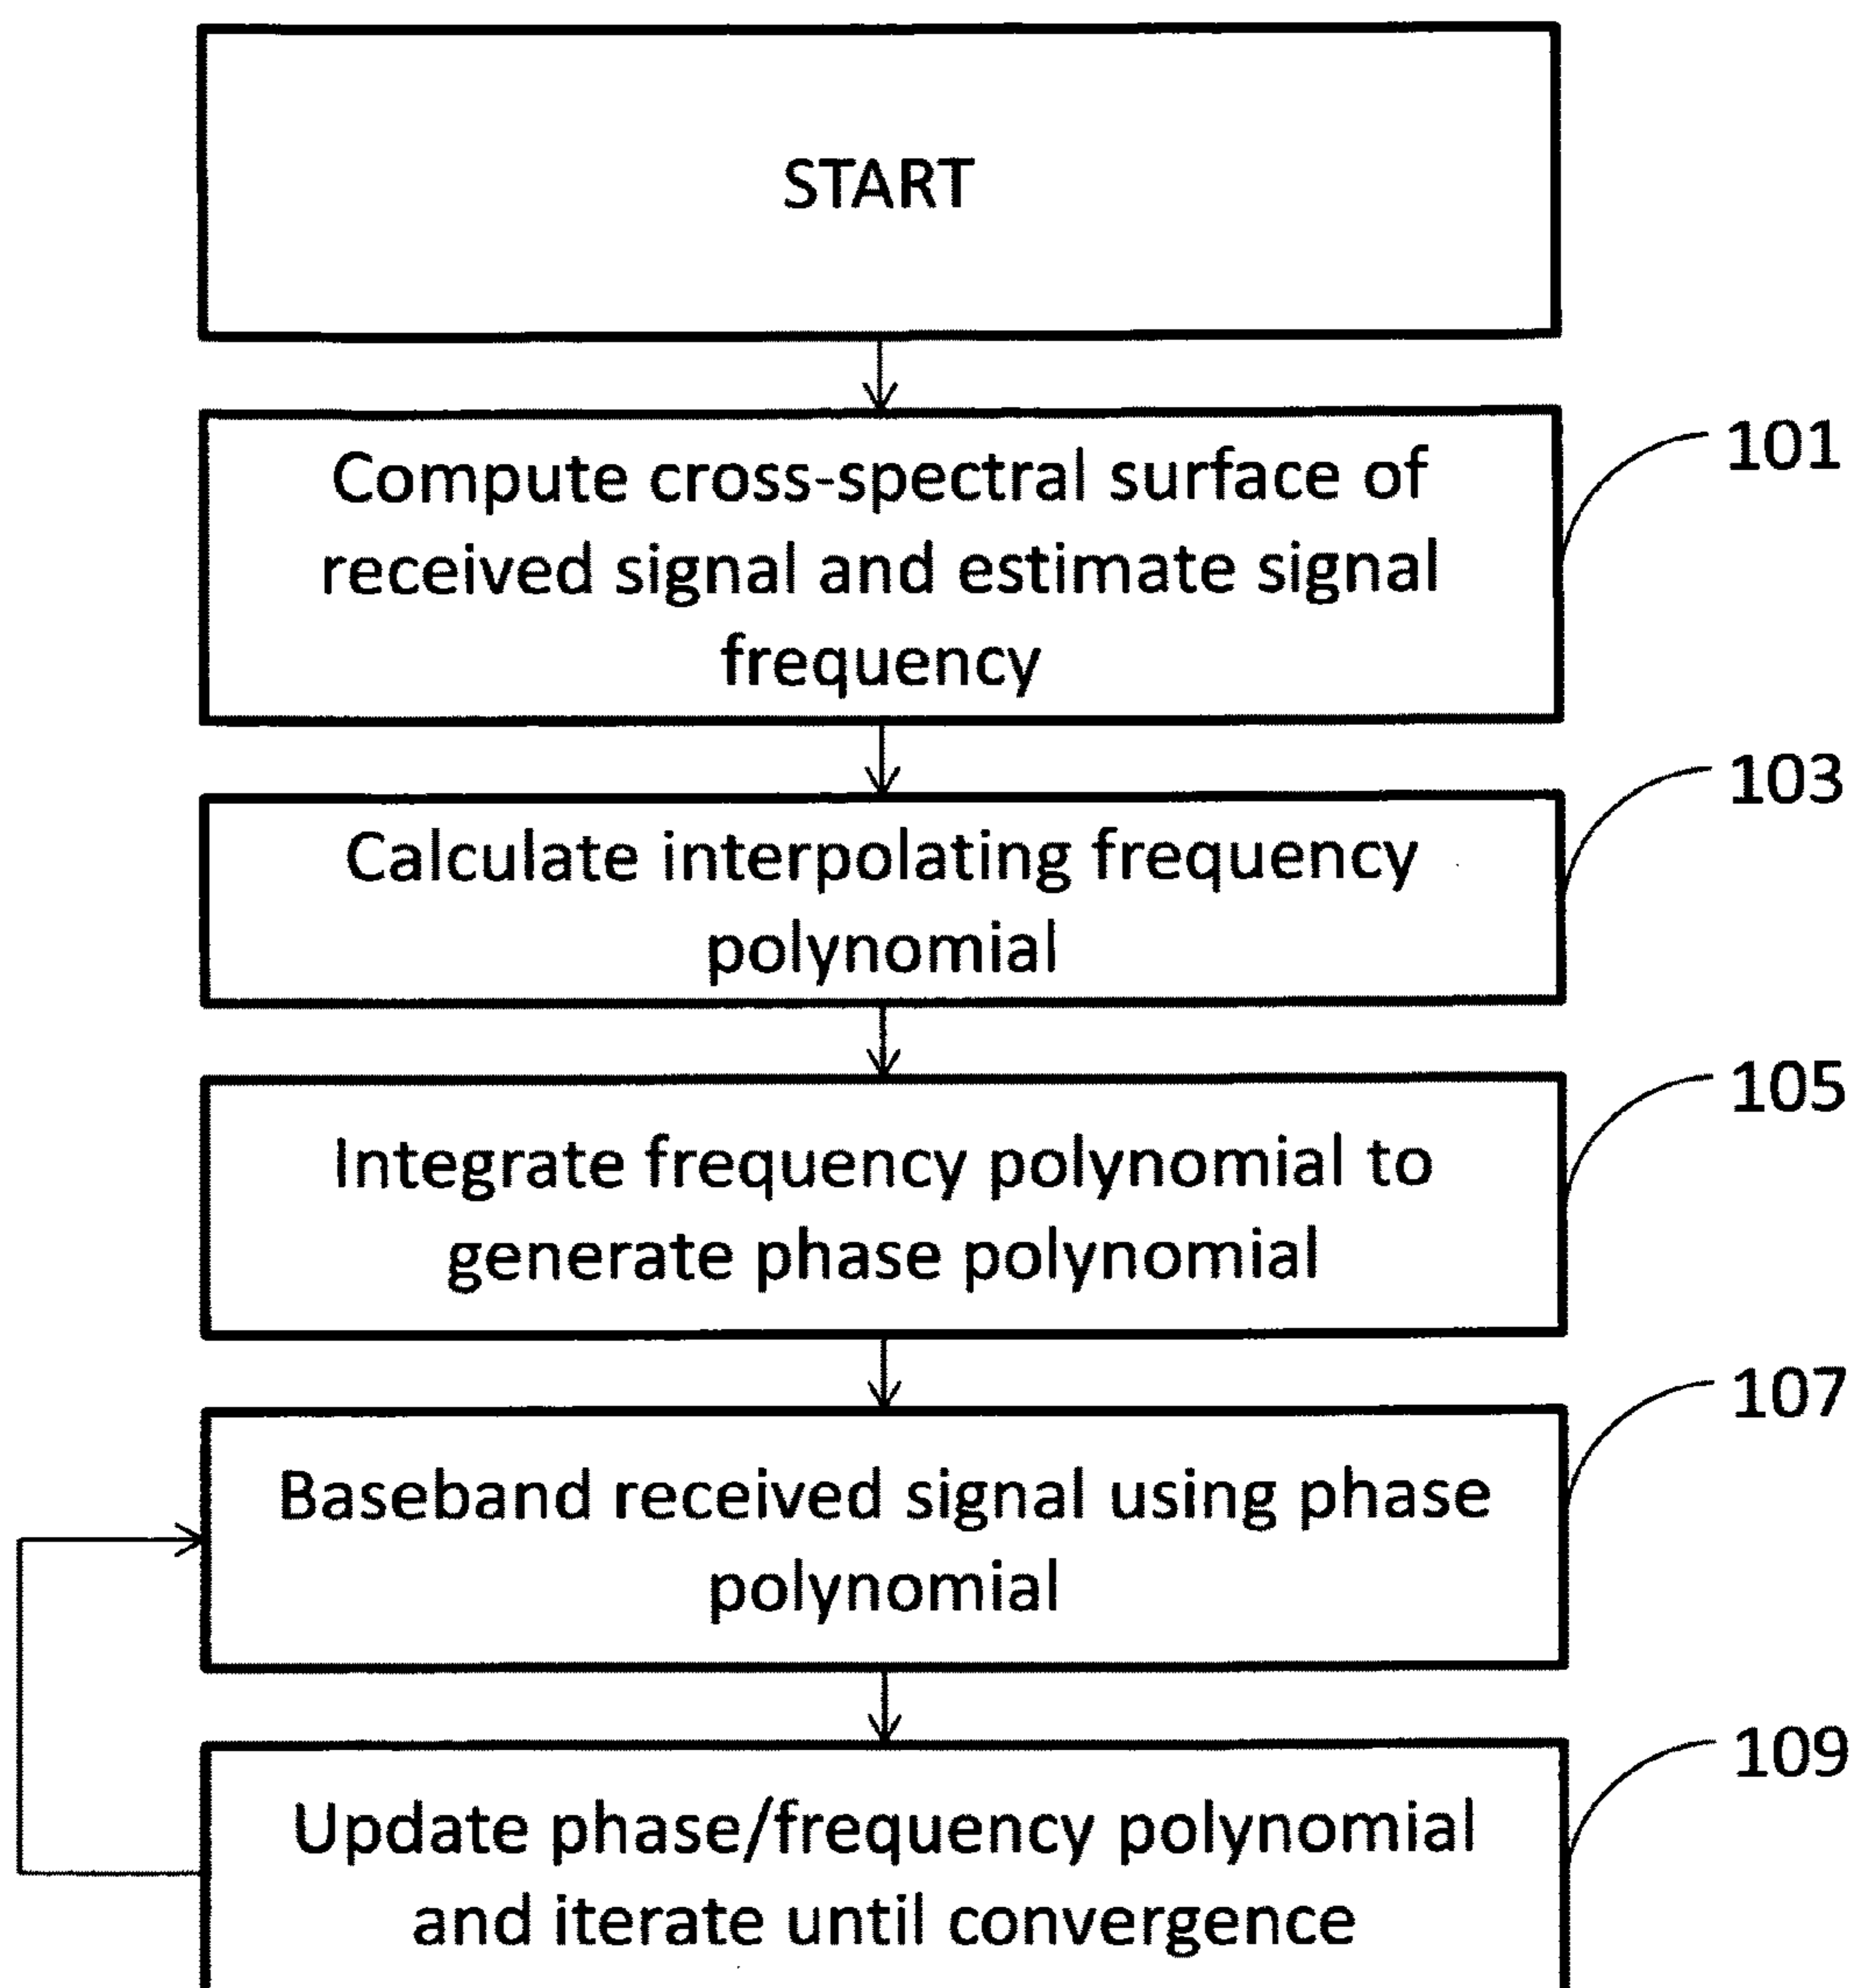 START
Compute cross-spectral surface of
received signal and estimate signal
frequency
101
Calculate interpolating frequency
polynomial
103
Integrate frequency polynomial to
generate phase polynomial
105
Baseband received signal using phase
polynomial
107
Update phase/frequency polynomial
and iterate until convergence
109